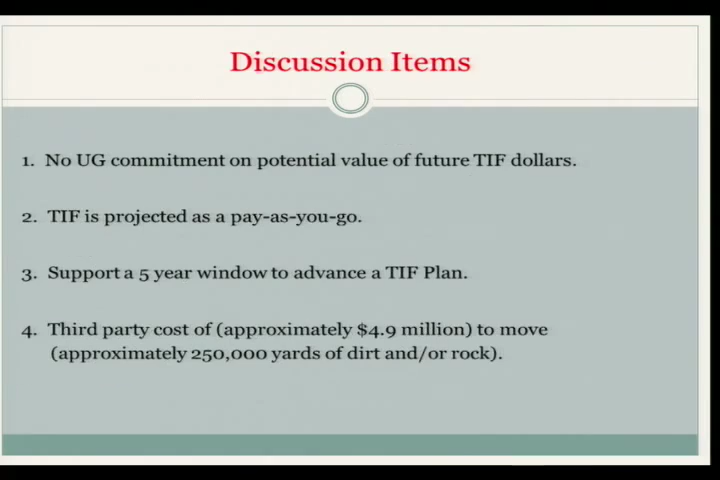 Discussion Items
1. No UG commitment on potential value of future TIF dollars.
2. TIF is projected as a pay-as-you-go.
3. Support a 5 year window to advance a TIF Plan.
4. Third party cost of (approximately $4.9 million) to move
(approximately 250,000 yards of dirt and/or rock).